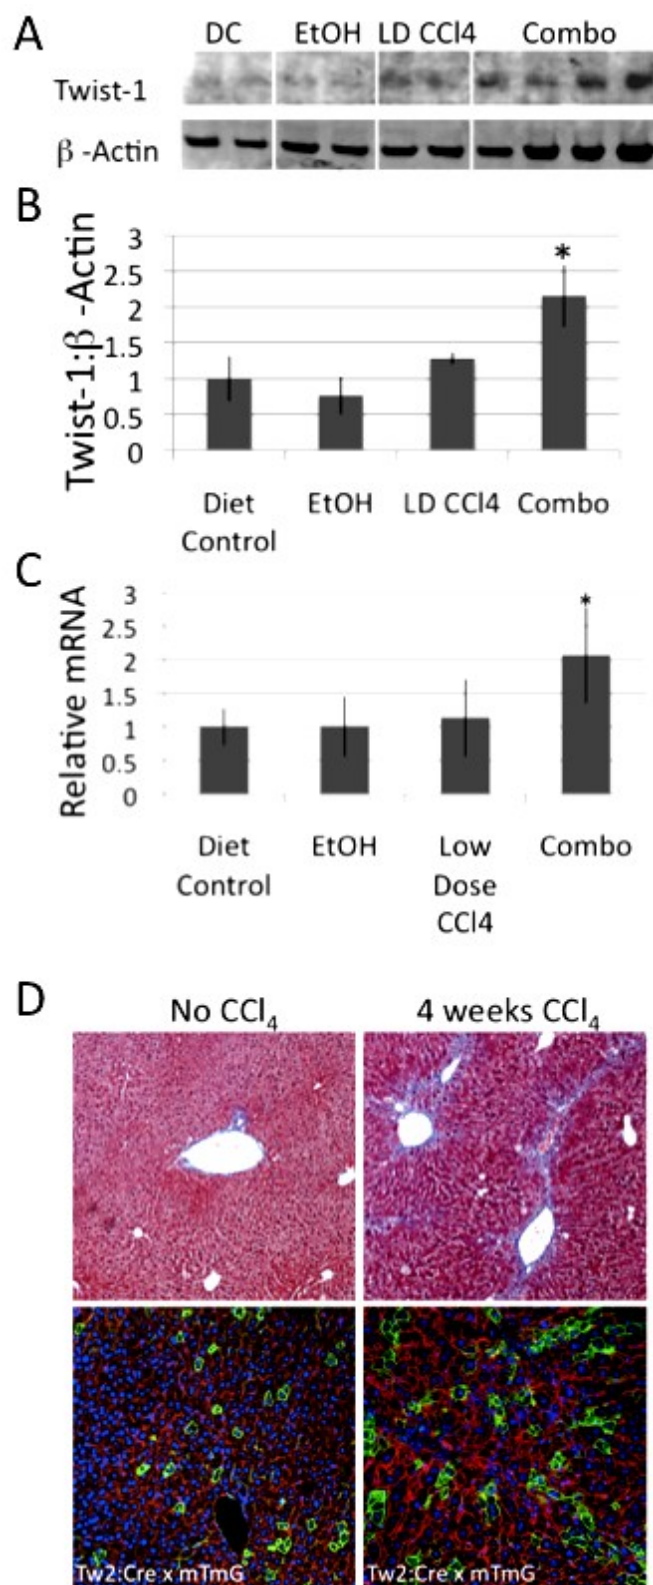 A
DC EtOH LD CCl4 Combo
Twist-1
β -Actin
B
Twist-1:β -Actin
3
2.5
2
1.5
1
0.5
0
*
Diet Control
EtOH
LD CCl4
Combo
C
Relative mRNA
3
2.5
2
1.5
1
0.5
0
*
Diet Control
EtOH
Low Dose CCl4
Combo
D
No CCl₄
4 weeks CCl₄
Tw2:Cre x mTmG
Tw2:Cre x mTmG